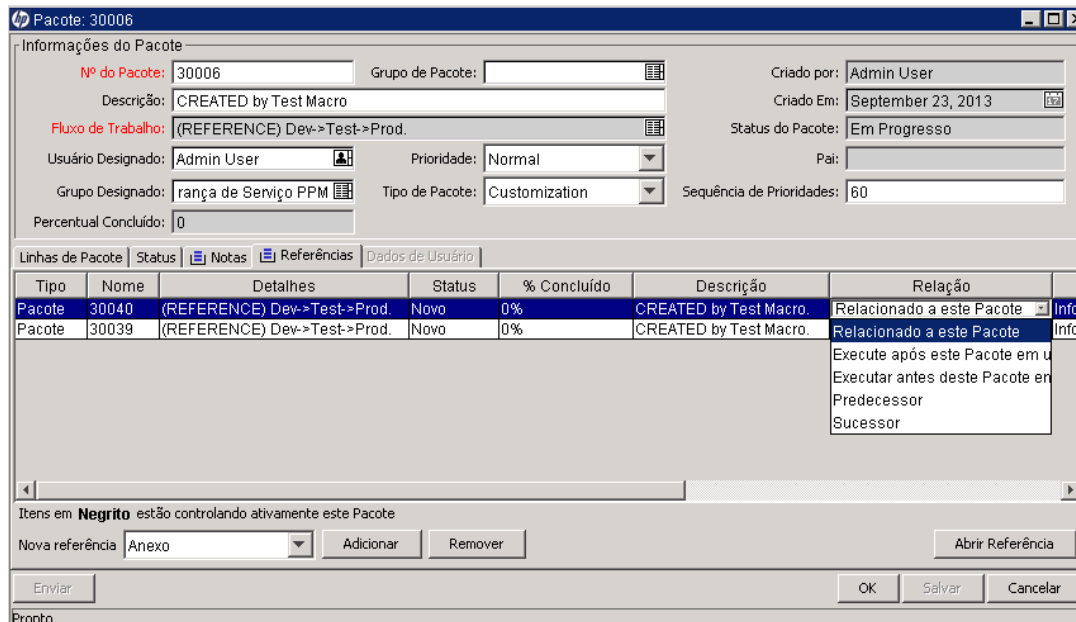 Pacote: 30006
Informações do Pacote
Nº do Pacote: 30006 Grupo de Pacote: Criado por: Admin User
Descrição: CREATED by Test Macro Criado Em: September 23, 2013
Fluxo de Trabalho: (REFERENCE) Dev->Test->Prod. Status do Pacote: Em Progresso
Usuário Designado: Admin User Prioridade: Normal Pai:
Grupo Designado: rança de Serviço PPM Tipo de Pacote: Customization Sequência de Prioridades: 60
Percentual Concluído: 0
Linhas de Pacote Status Notas Referências Dados de Usuário
Tipo Nome Detalhes Status % Concluído Descrição Relação
Pacote 30040 (REFERENCE) Dev->Test->Prod. Novo 0% CREATED by Test Macro. Relacionado a este Pacote Info
Pacote 30039 (REFERENCE) Dev->Test->Prod. Novo 0% CREATED by Test Macro. Info
Relacionado a este Pacote
Execute após este Pacote em u
Executar antes deste Pacote en
Predecessor
Sucessor
Itens em Negrito estão controlando ativamente este Pacote
Nova referência Anexo Adicionar Remover Abrir Referência
Enviar OK Salvar Cancelar
Pronto